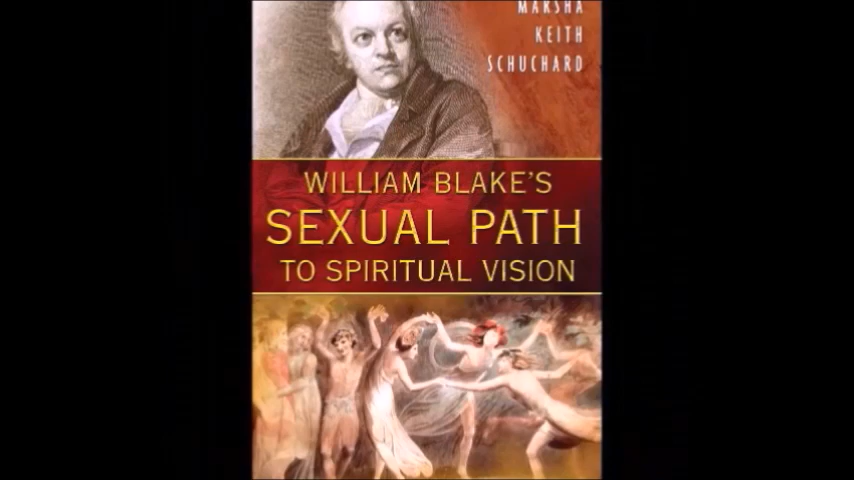 MARSHA
KEITH
SCHUCHARD
WILLIAM BLAKE'S
SEXUAL PATH
TO SPIRITUAL VISION